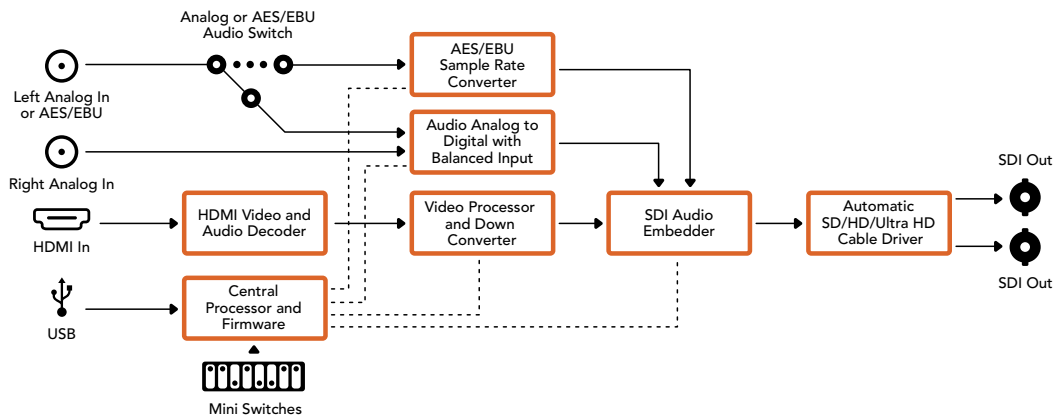 Analog or AES/EBU
Audio Switch
AES/EBU
Sample Rate
Converter
Left Analog In
or AES/EBU
Audio Analog to
Digital with
Balanced Input
Right Analog In
SDI Out
HDMI In
HDMI Video and
Audio Decoder
Video Processor
and Down
Converter
SDI Audio
Embedder
Automatic
SD/HD/Ultra HD
Cable Driver
SDI Out
USB
Central
Processor and
Firmware
Mini Switches